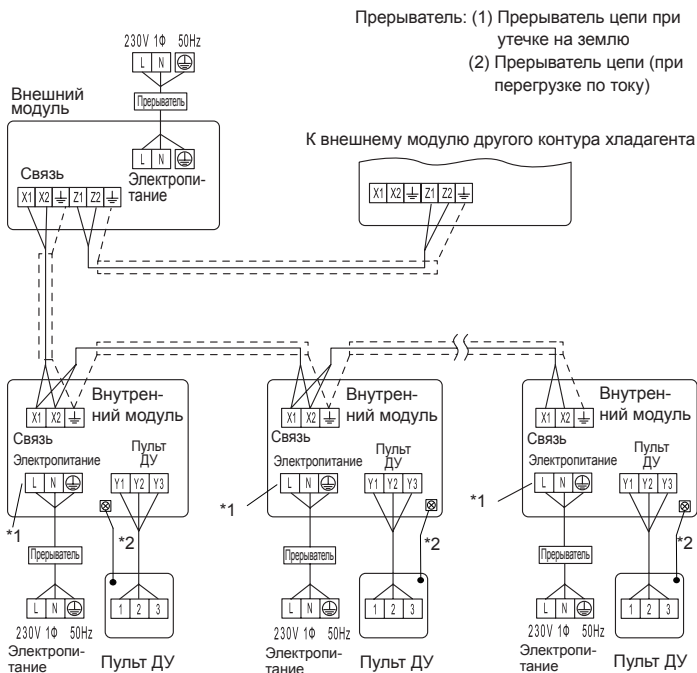 Прерыватель: (1) Прерыватель цепи при
утечке на землю
(2) Прерыватель цепи (при
перегрузке по току)
230V 1Ф 50Hz
L N
Прерыватель
Внешний
модуль
L N
Электропи-
тание
Связь
X1 X2 Z1 Z2
К внешнему модулю другого контура хладагента
X1 X2 Z1 Z2
Внутрен-
ний модуль
X1 X2
Связь
Электропитание
Пульт
ДУ
L N
Y1 Y2 Y3
*1
*2
Прерыватель
L N
1 2 3
230V 1Ф 50Hz
Электропи-
тание
Пульт ДУ
Внутрен-
ний модуль
X1 X2
Связь
Электропитание
Пульт
ДУ
L N
Y1 Y2 Y3
*1
*2
Прерыватель
L N
1 2 3
230V 1Ф 50Hz
Электропи-
тание
Пульт ДУ
Внутрен-
ний модуль
X1 X2
Связь
Электропитание
Пульт
ДУ
L N
Y1 Y2 Y3
*1
*2
Прерыватель
L N
1 2 3
230V 1Ф 50Hz
Электропи-
тание
Пульт ДУ